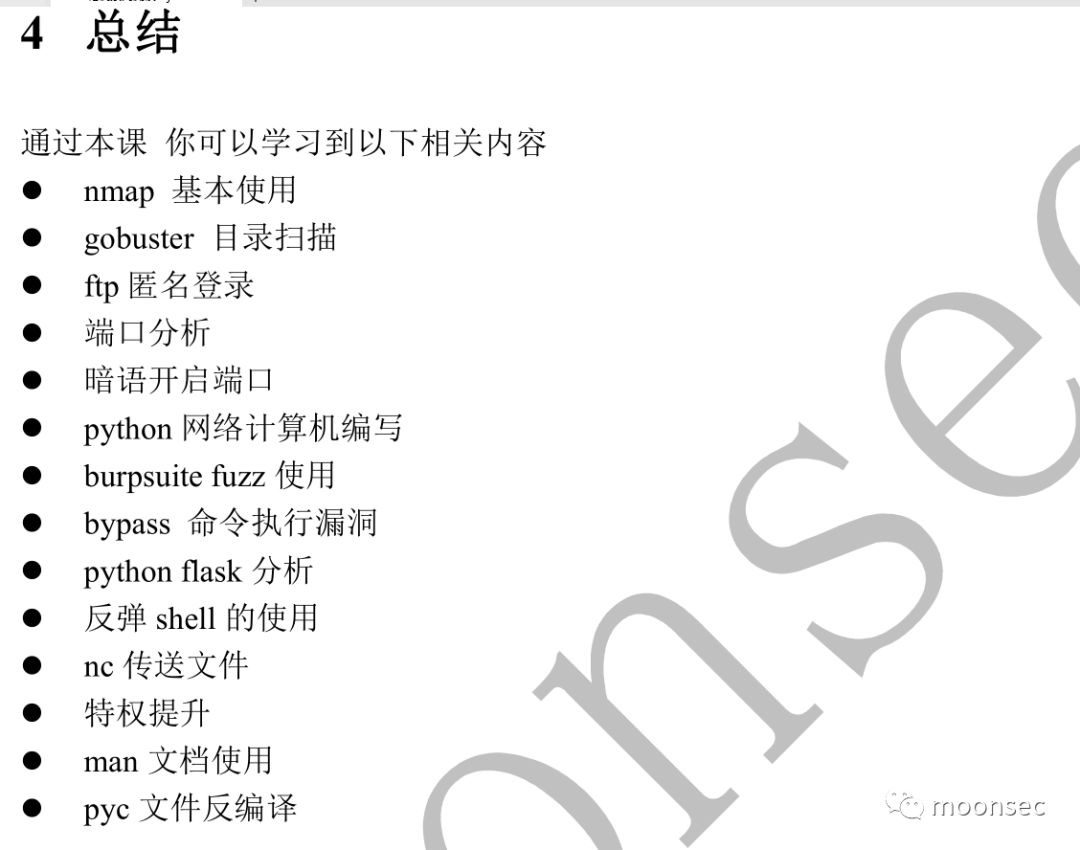 4 总结
通过本课 你可以学习到以下相关内容
● nmap 基本使用
● gobuster 目录扫描
● ftp 匿名登录
● 端口分析
● 暗语开启端口
● python 网络计算机编写
● burpsuite fuzz 使用
● bypass 命令执行漏洞
● python flask 分析
● 反弹 shell 的使用
● nc 传送文件
● 特权提升
● man 文档使用
● pyc 文件反编译
onsec
moonsec